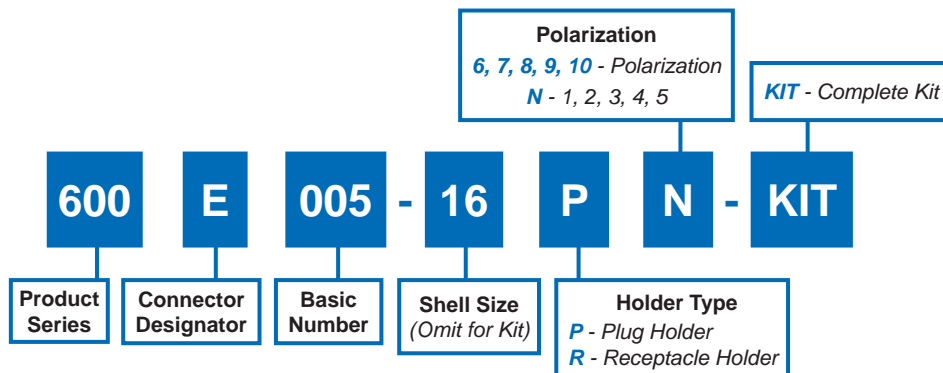 Polarization
6, 7, 8, 9, 10 - Polarization
N - 1, 2, 3, 4, 5
KIT - Complete Kit
600 E 005 - 16 P N - KIT
Product
Series
Connector
Designator
Basic
Number
Shell Size
(Omit for Kit)
Holder Type
P - Plug Holder
R - Receptacle Holder